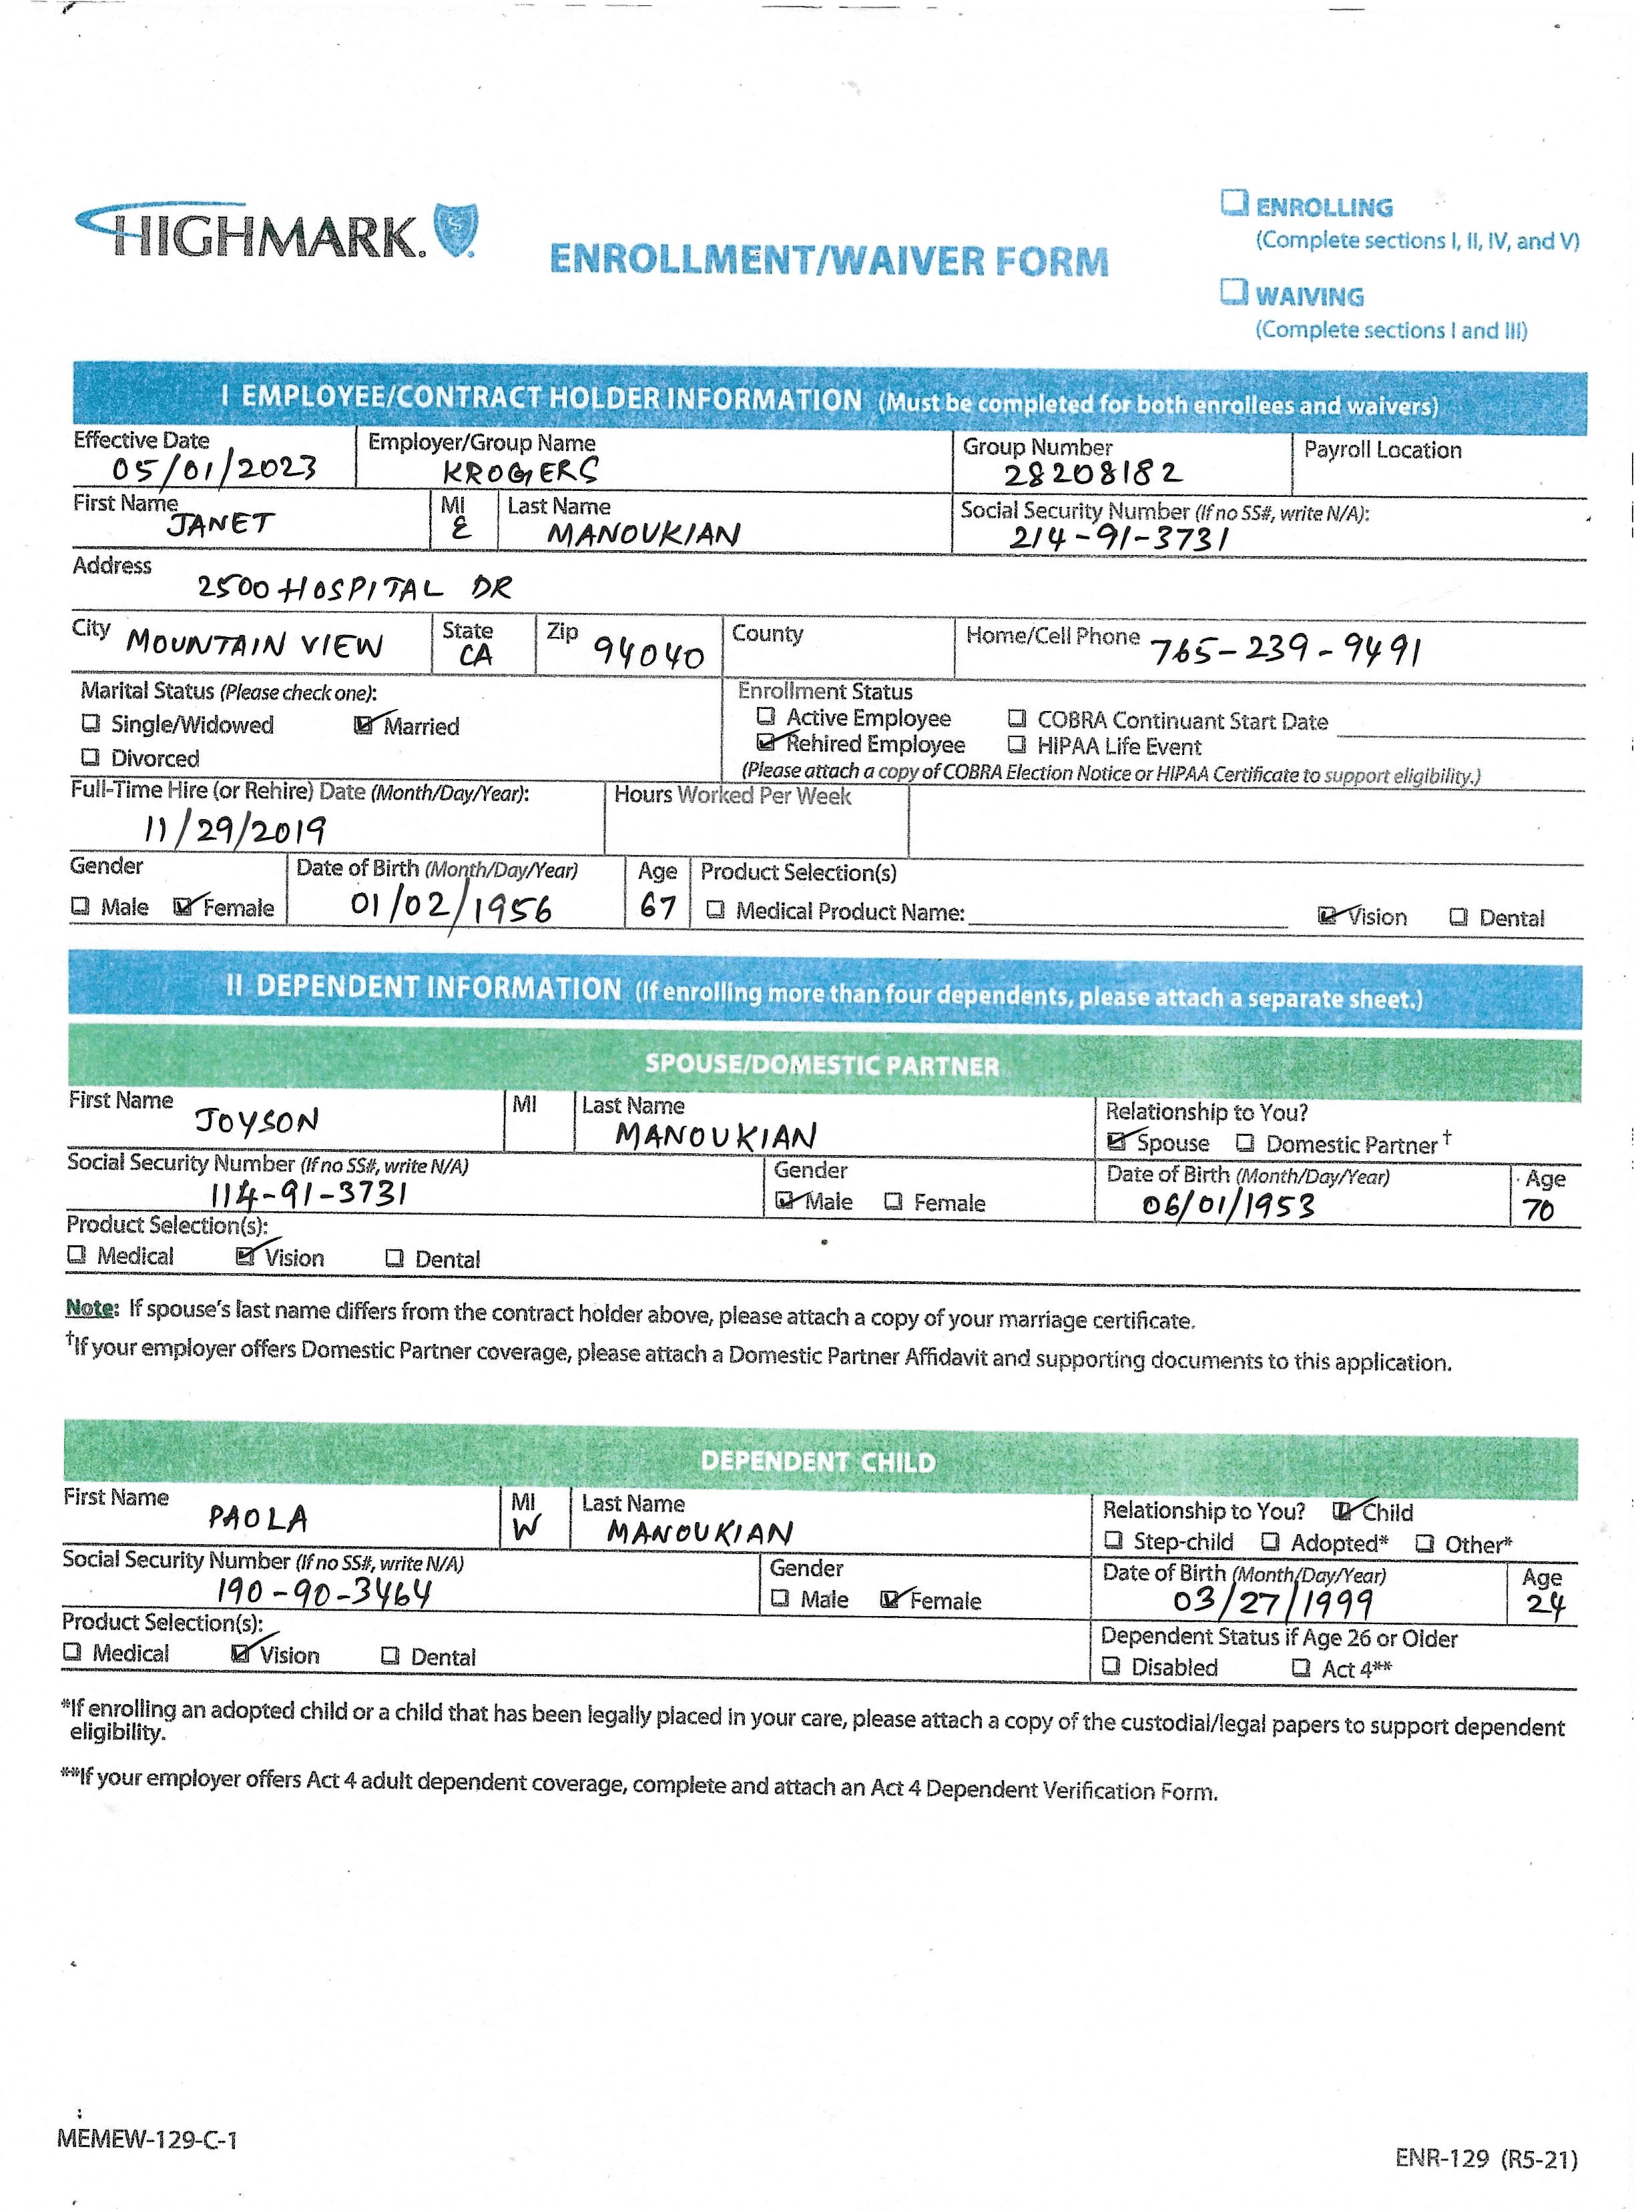 HIGHMARK.
ENROLLMENT/WAIVER FORM
☐ ENROLLING
(Complete sections I, II, IV, and V)
☐ WAIVING
(Complete sections I and III)
I EMPLOYEE/CONTRACT HOLDER INFORMATION (Must be completed for both enrollees and waivers)
Effective Date Employer/Group Name Group Number Payroll Location
05/01/2023 KROGERS 28208182
First Name MI Last Name Social Security Number (If no SS#, write N/A):
JANET E MANOUKIAN 214-91-3731
Address
2500 HOSPITAL DR
City MOUNTAIN VIEW State CA Zip 94040 County Home/Cell Phone 765-239-9491
Marital Status (Please check one): Enrollment Status
☐ Single/Widowed ☑ Married ☐ Active Employee ☐ COBRA Continuant Start Date
☐ Divorced ☑ Rehired Employee ☐ HIPAA Life Event
(Please attach a copy of COBRA Election Notice or HIPAA Certificate to support eligibility.)
Full-Time Hire (or Rehire) Date (Month/Day/Year): Hours Worked Per Week
11/29/2019
Gender Date of Birth (Month/Day/Year) Age Product Selection(s)
☐ Male ☑ Female 01/02/1956 67 ☐ Medical Product Name: ☑ Vision ☐ Dental
II DEPENDENT INFORMATION (If enrolling more than four dependents, please attach a separate sheet.)
SPOUSE/DOMESTIC PARTNER
First Name MI Last Name Relationship to You?
JOYSON MANOUKIAN ☑ Spouse ☐ Domestic Partner†
Social Security Number (If no SS#, write N/A) Gender Date of Birth (Month/Day/Year) Age
114-91-3731 ☑ Male ☐ Female 06/01/1953 70
Product Selection(s):
☐ Medical ☑ Vision ☐ Dental
Note: If spouse's last name differs from the contract holder above, please attach a copy of your marriage certificate.
†If your employer offers Domestic Partner coverage, please attach a Domestic Partner Affidavit and supporting documents to this application.
DEPENDENT CHILD
First Name MI Last Name Relationship to You? ☑ Child
PAOLA W MANOUKIAN ☐ Step-child ☐ Adopted* ☐ Other*
Social Security Number (If no SS#, write N/A) Gender Date of Birth (Month/Day/Year) Age
190-90-3464 ☐ Male ☑ Female 03/27/1999 24
Product Selection(s): Dependent Status if Age 26 or Older
☐ Medical ☑ Vision ☐ Dental ☐ Disabled ☐ Act 4**
*If enrolling an adopted child or a child that has been legally placed in your care, please attach a copy of the custodial/legal papers to support dependent
eligibility.
**If your employer offers Act 4 adult dependent coverage, complete and attach an Act 4 Dependent Verification Form.
MEMEW-129-C-1
ENR-129 (R5-21)